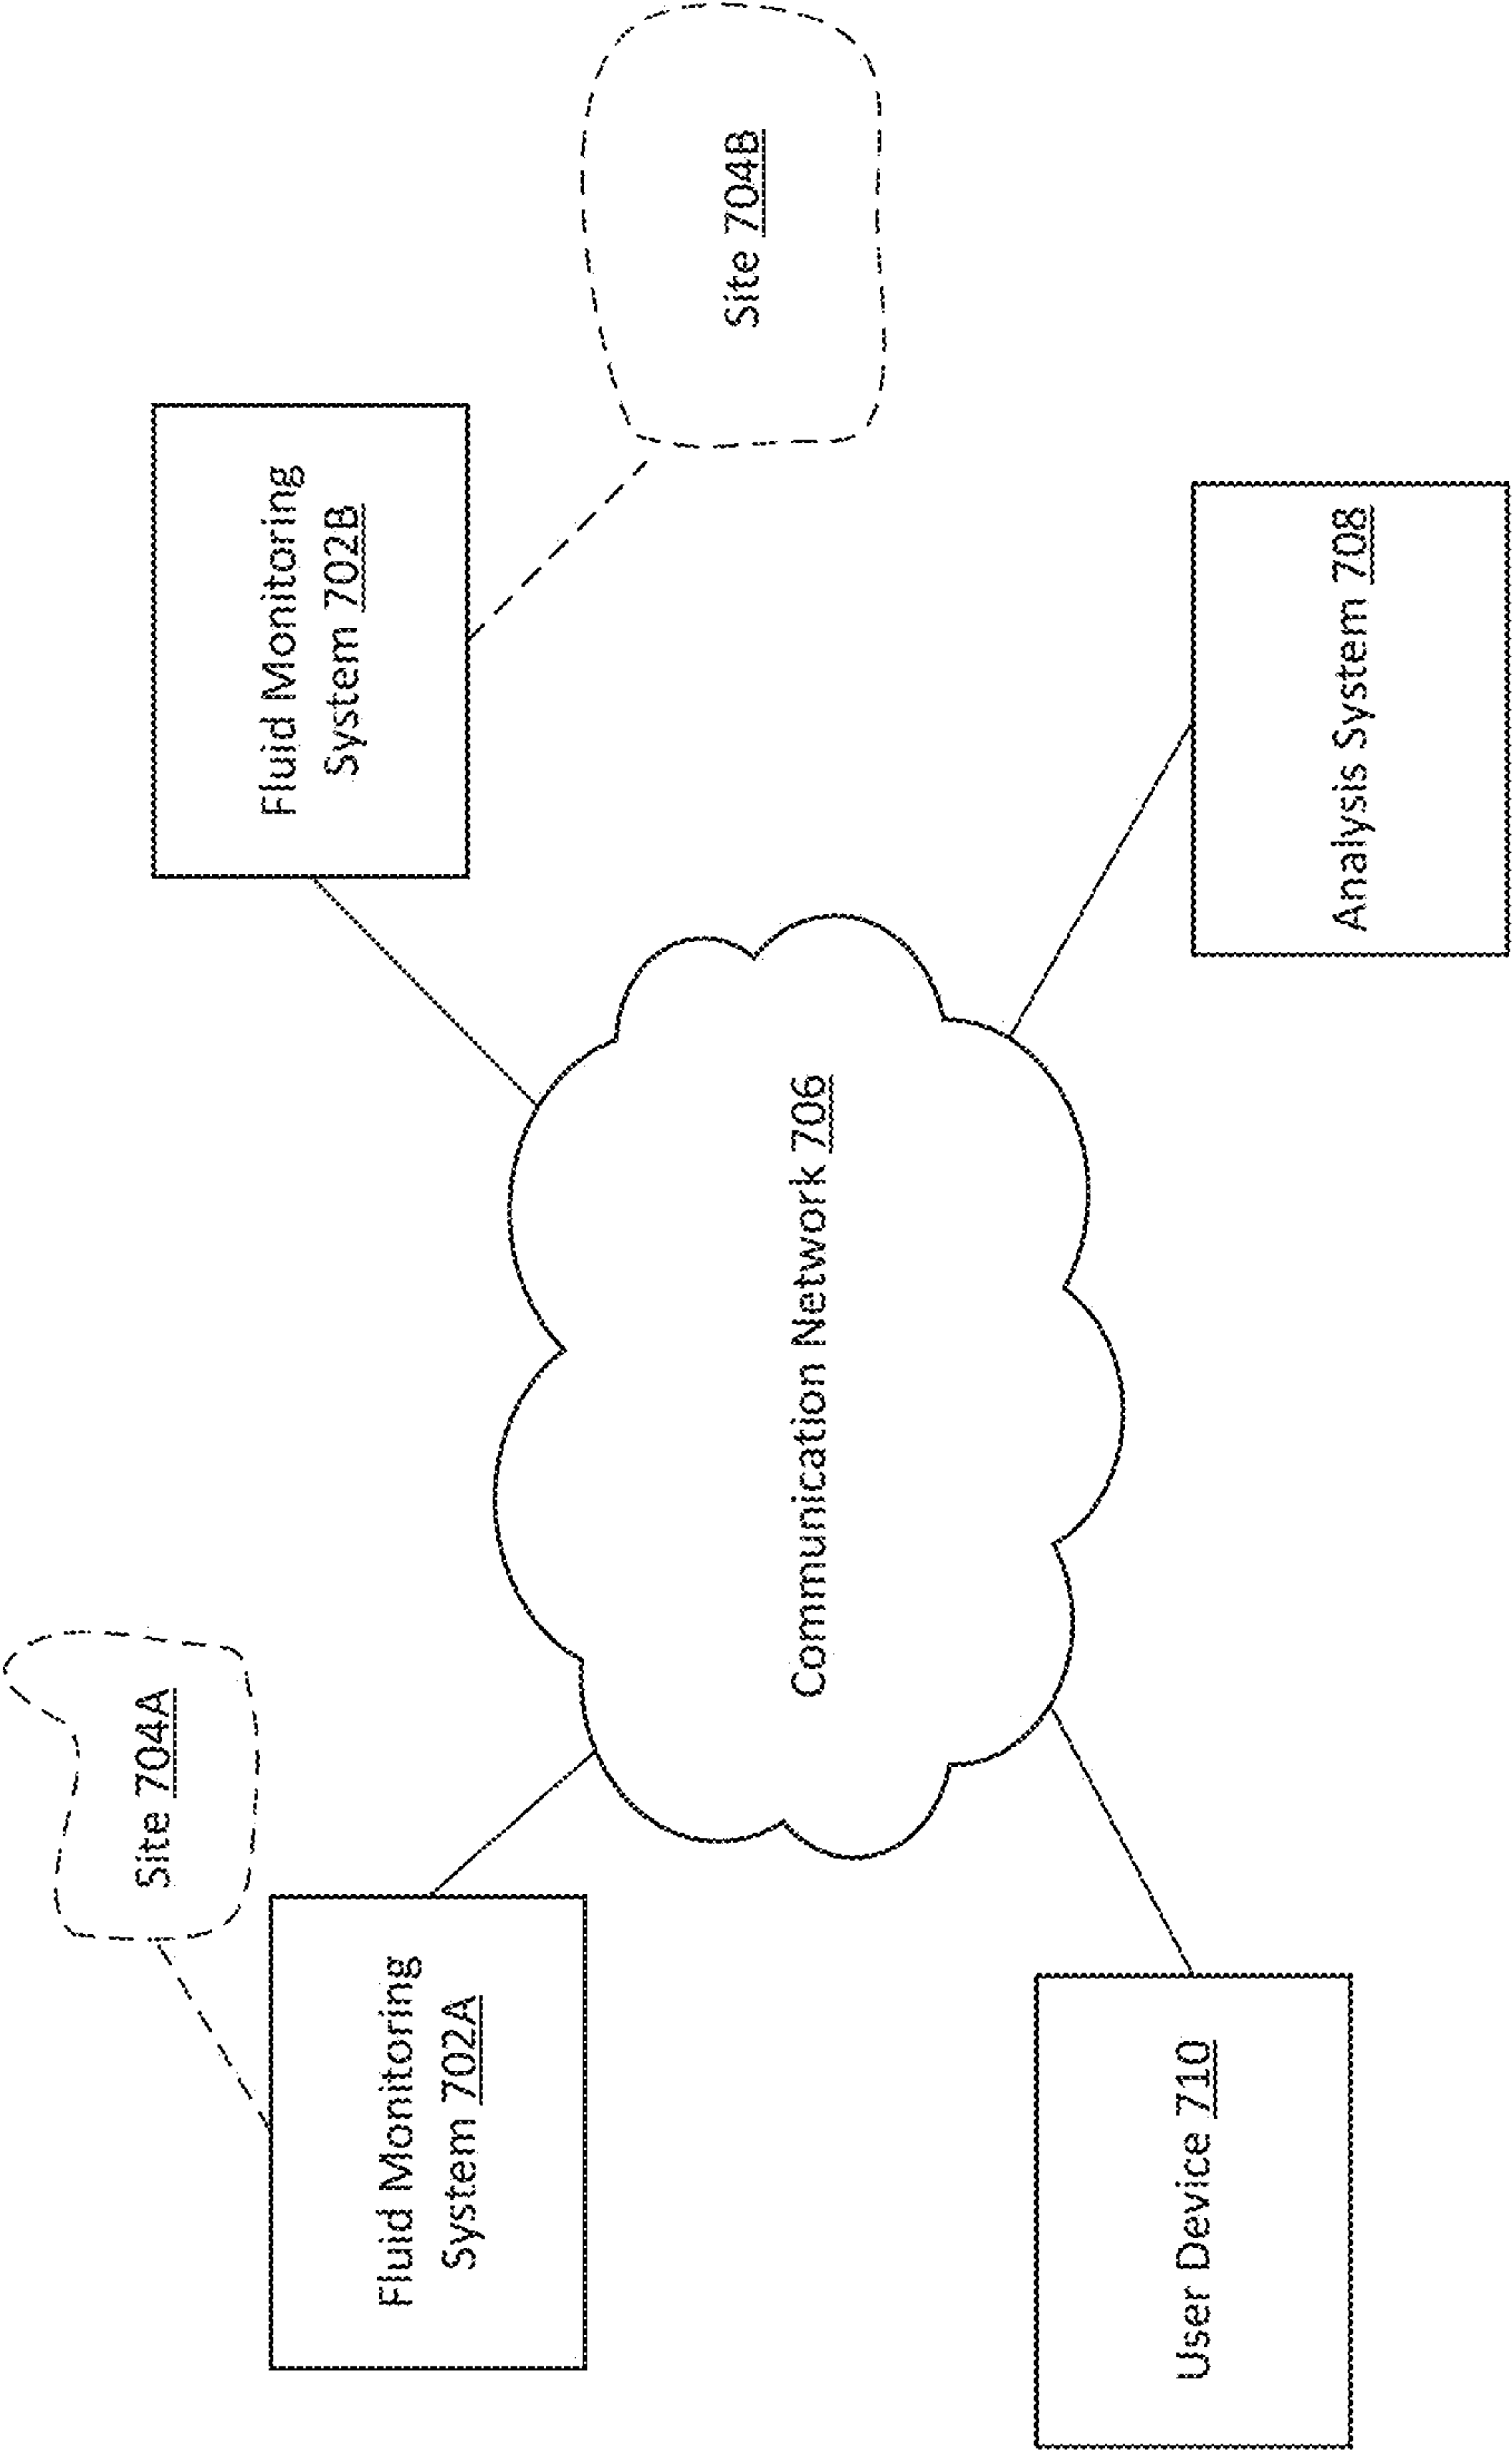 Site 704A
Fluid Monitoring
System 702A
Fluid Monitoring
System 702B
Site 704B
Communication Network 706
User Device 710
Analysis System 708